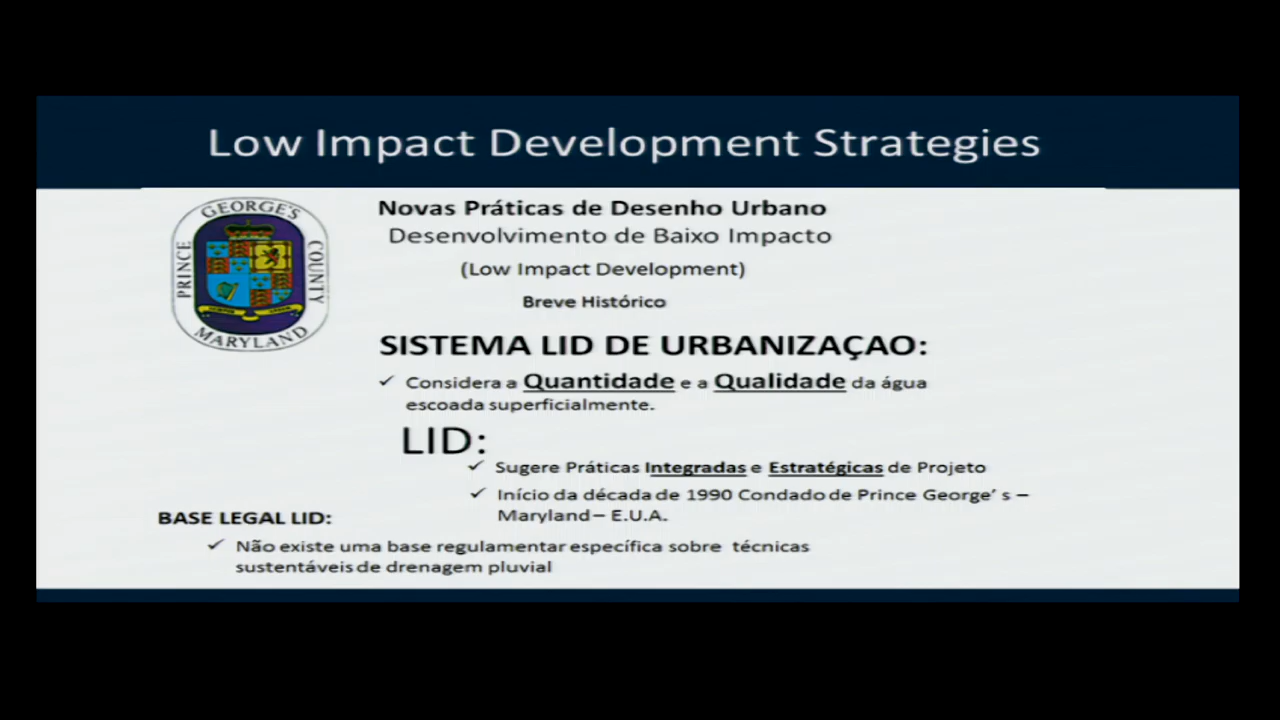 Low Impact Development Strategies
PRINCE GEORGE'S COUNTY
MARYLAND
Novas Práticas de Desenho Urbano
Desenvolvimento de Baixo Impacto
(Low Impact Development)
Breve Histórico
SISTEMA LID DE URBANIZAÇAO:
✓ Considera a Quantidade e a Qualidade da água
escoada superficialmente.
LID:
✓ Sugere Práticas Integradas e Estratégicas de Projeto
✓ Início da década de 1990 Condado de Prince George' s –
Maryland – E.U.A.
BASE LEGAL LID:
✓ Não existe uma base regulamentar específica sobre técnicas
sustentáveis de drenagem pluvial